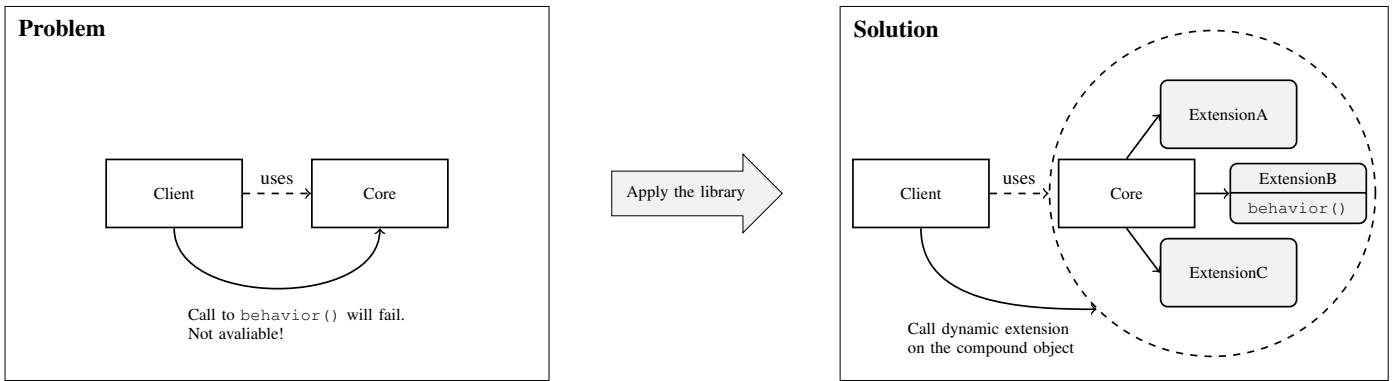 Problem
Client
uses
Core
Call to behavior() will fail.
Not avaliable!
Apply the library
Solution
Client
uses
Core
ExtensionA
ExtensionB
behavior()
ExtensionC
Call dynamic extension
on the compound object